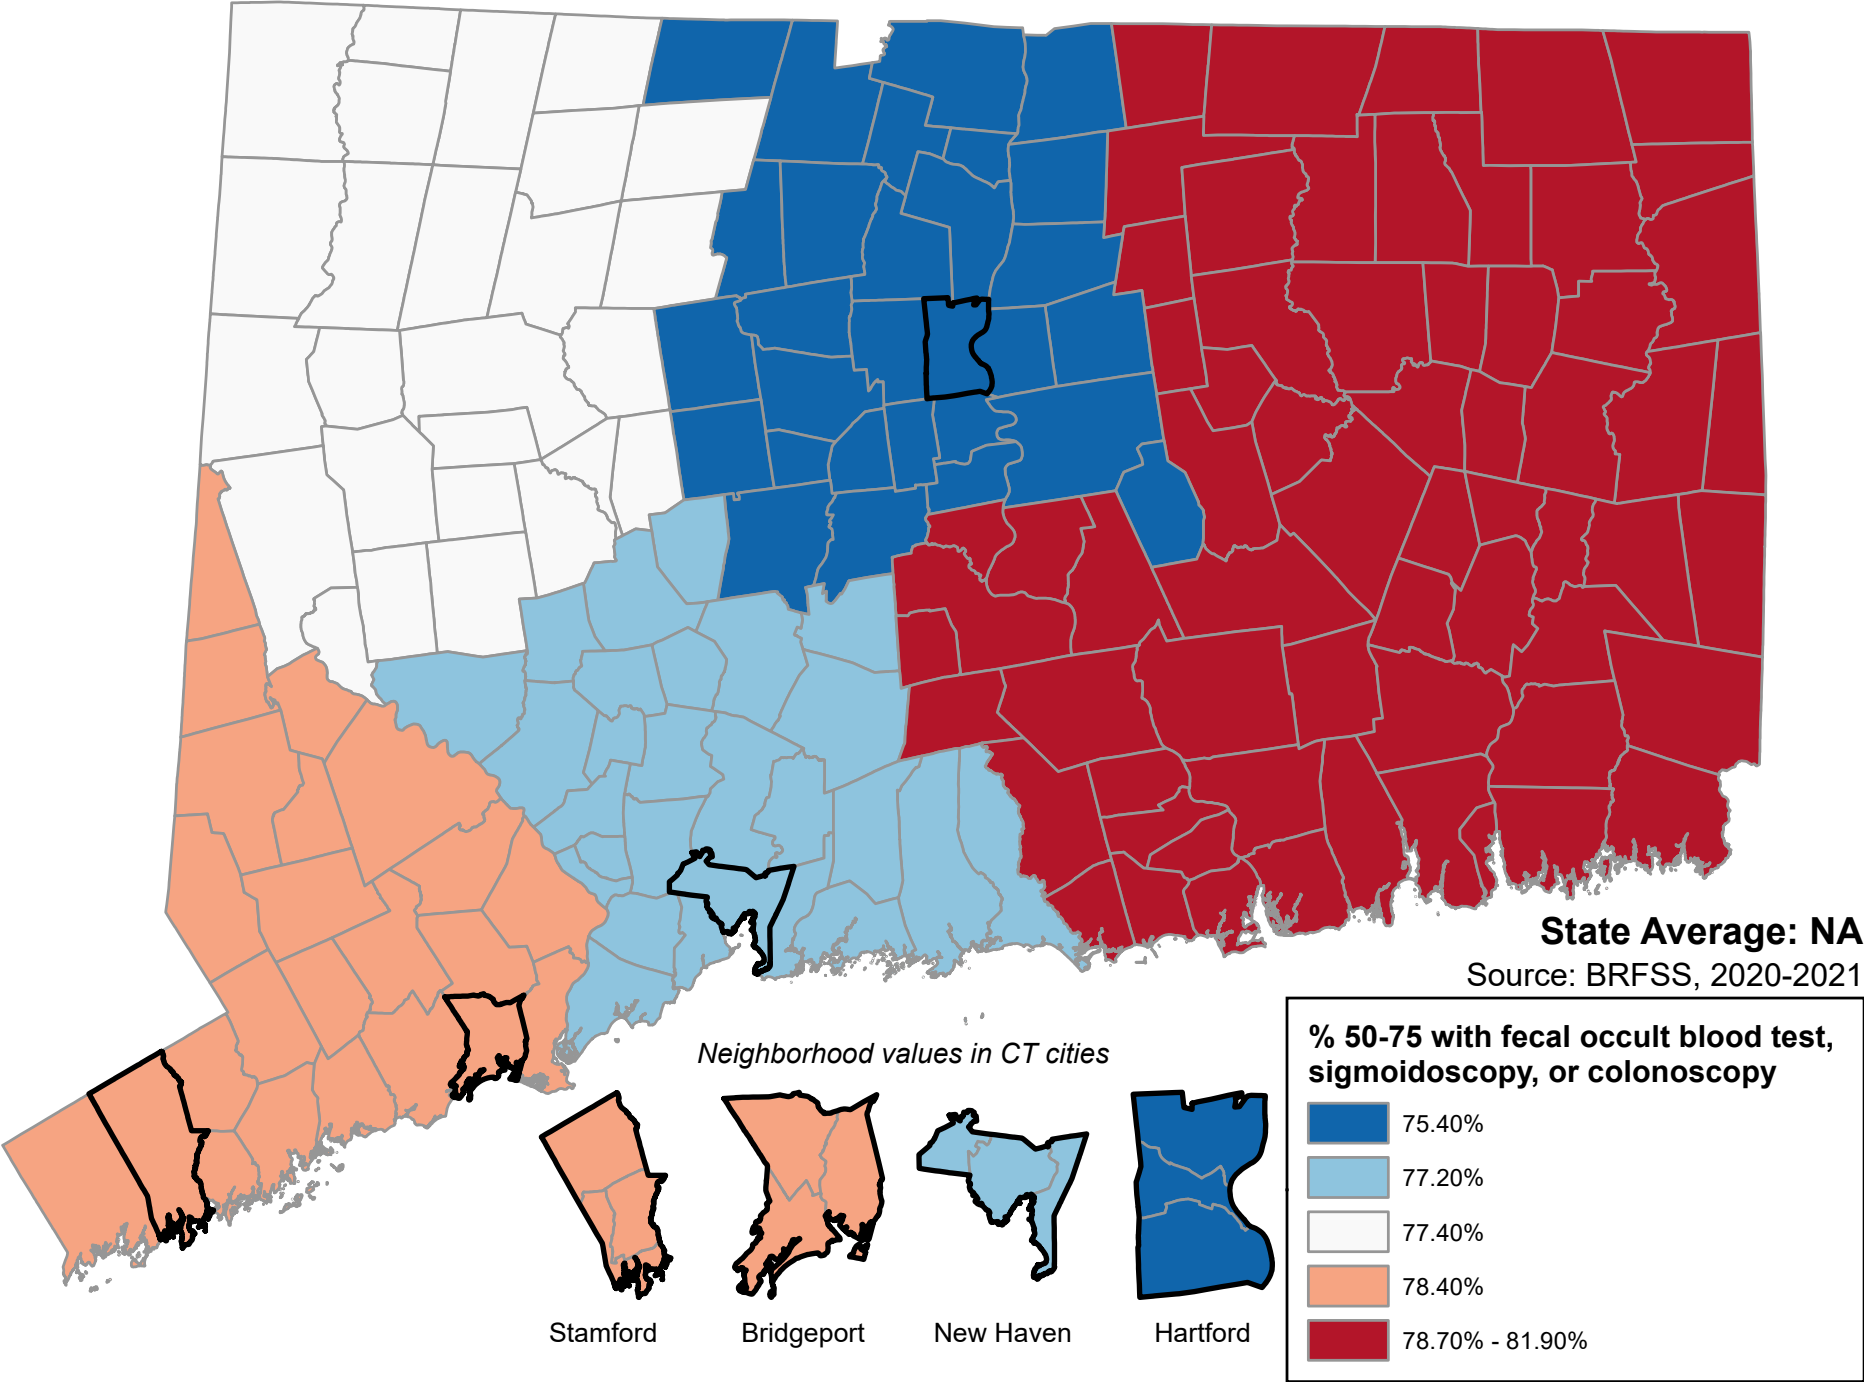 State Average: NA
Source: BRFSS, 2020-2021
% 50-75 with fecal occult blood test,
sigmoidoscopy, or colonoscopy
75.40%
77.20%
77.40%
78.40%
78.70% - 81.90%
Neighborhood values in CT cities
Stamford
Bridgeport
New Haven
Hartford